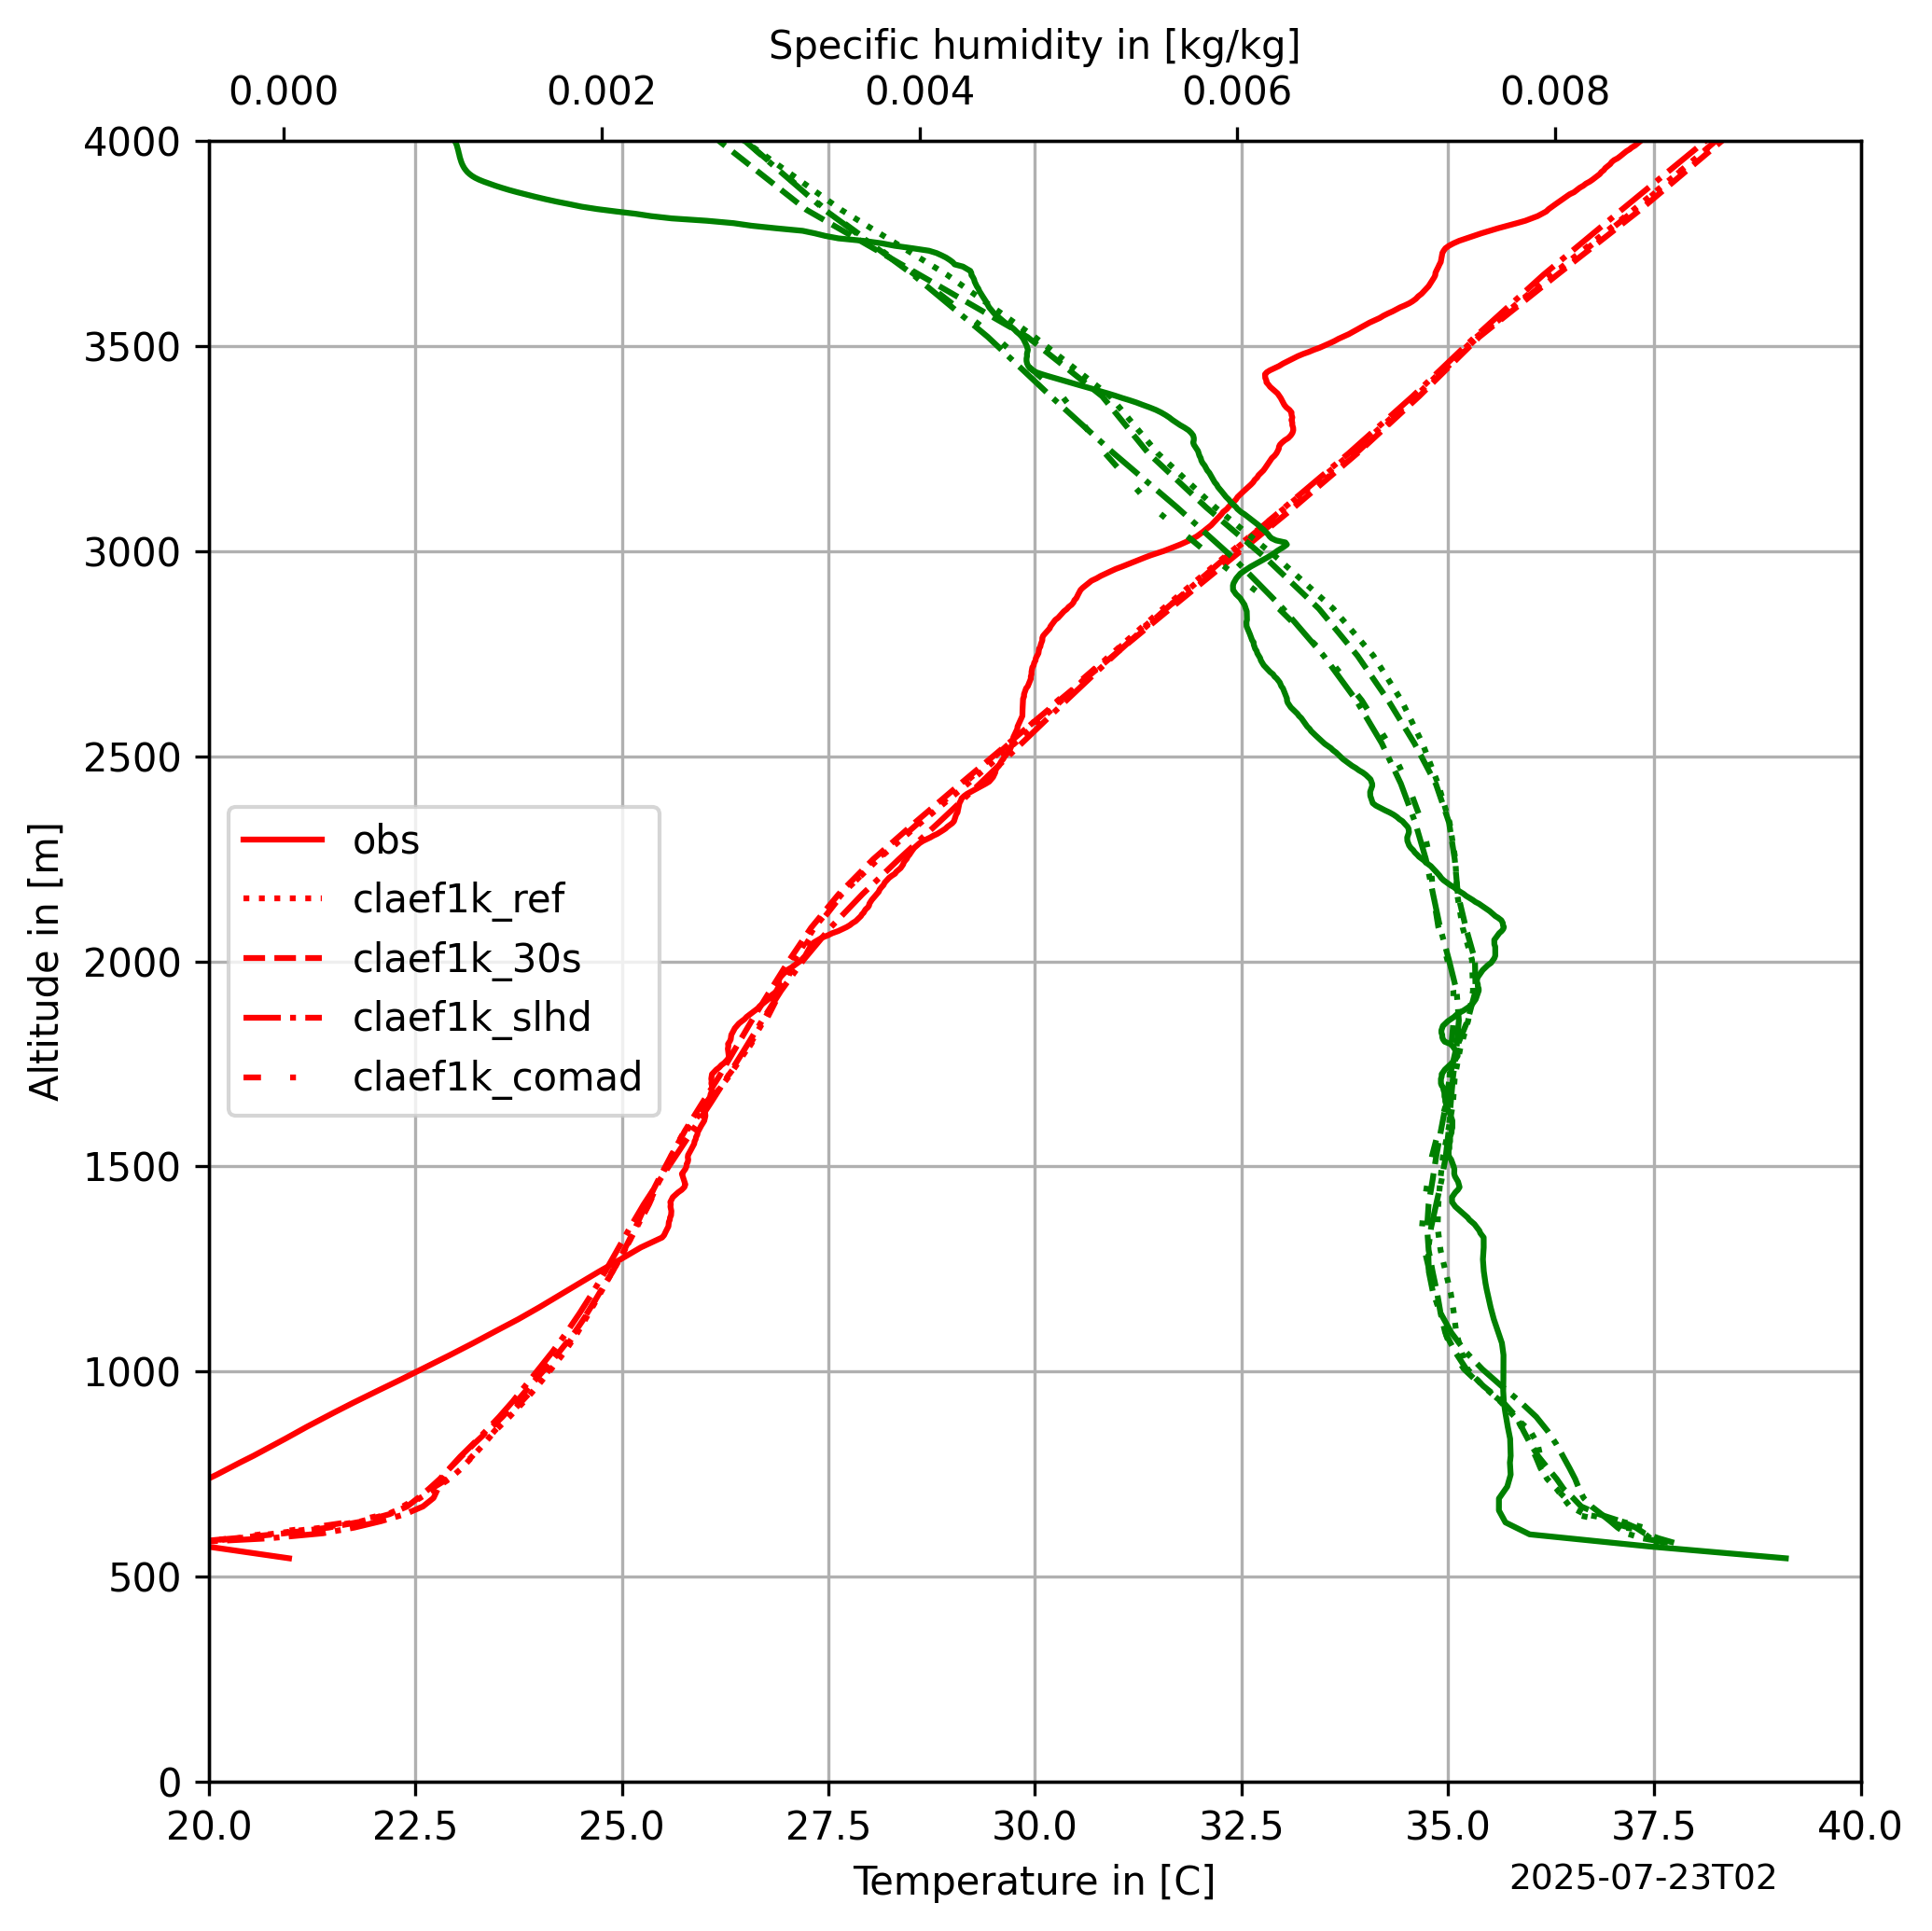 Specific humidity in [kg/kg]
0.000 0.002 0.004 0.006 0.008
4000
3500
3000
2500
2000
1500
1000
500
0
Altitude in [m]
obs
claef1k_ref
claef1k_30s
claef1k_slhd
claef1k_comad
20.0 22.5 25.0 27.5 30.0 32.5 35.0 37.5 40.0
Temperature in [C]
2025-07-23T02